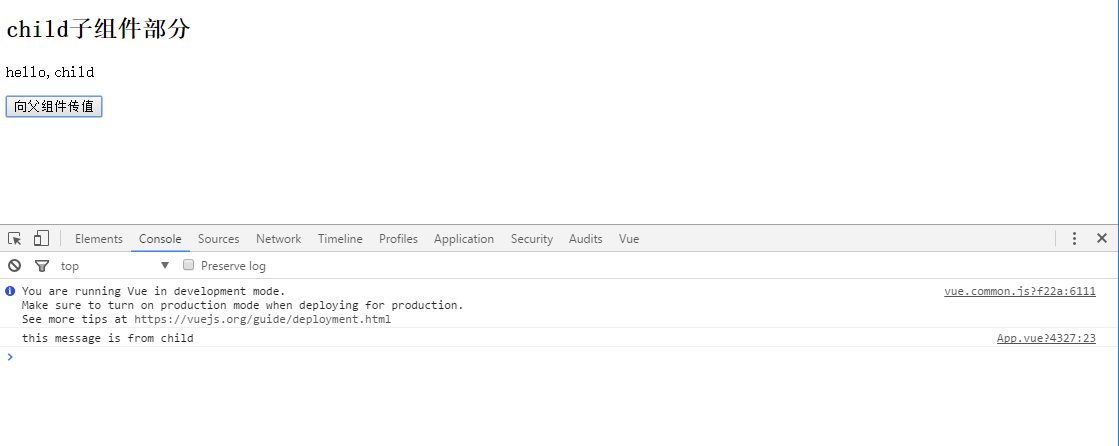 child子组件部分
hello,child
向父组件传值
Elements Console Sources Network Timeline Profiles Application Security Audits Vue
top Preserve log
You are running Vue in development mode. vue.common.js?f22a:6111
Make sure to turn on production mode when deploying for production.
See more tips at https://vuejs.org/guide/deployment.html
this message is from child App.vue?4327:23